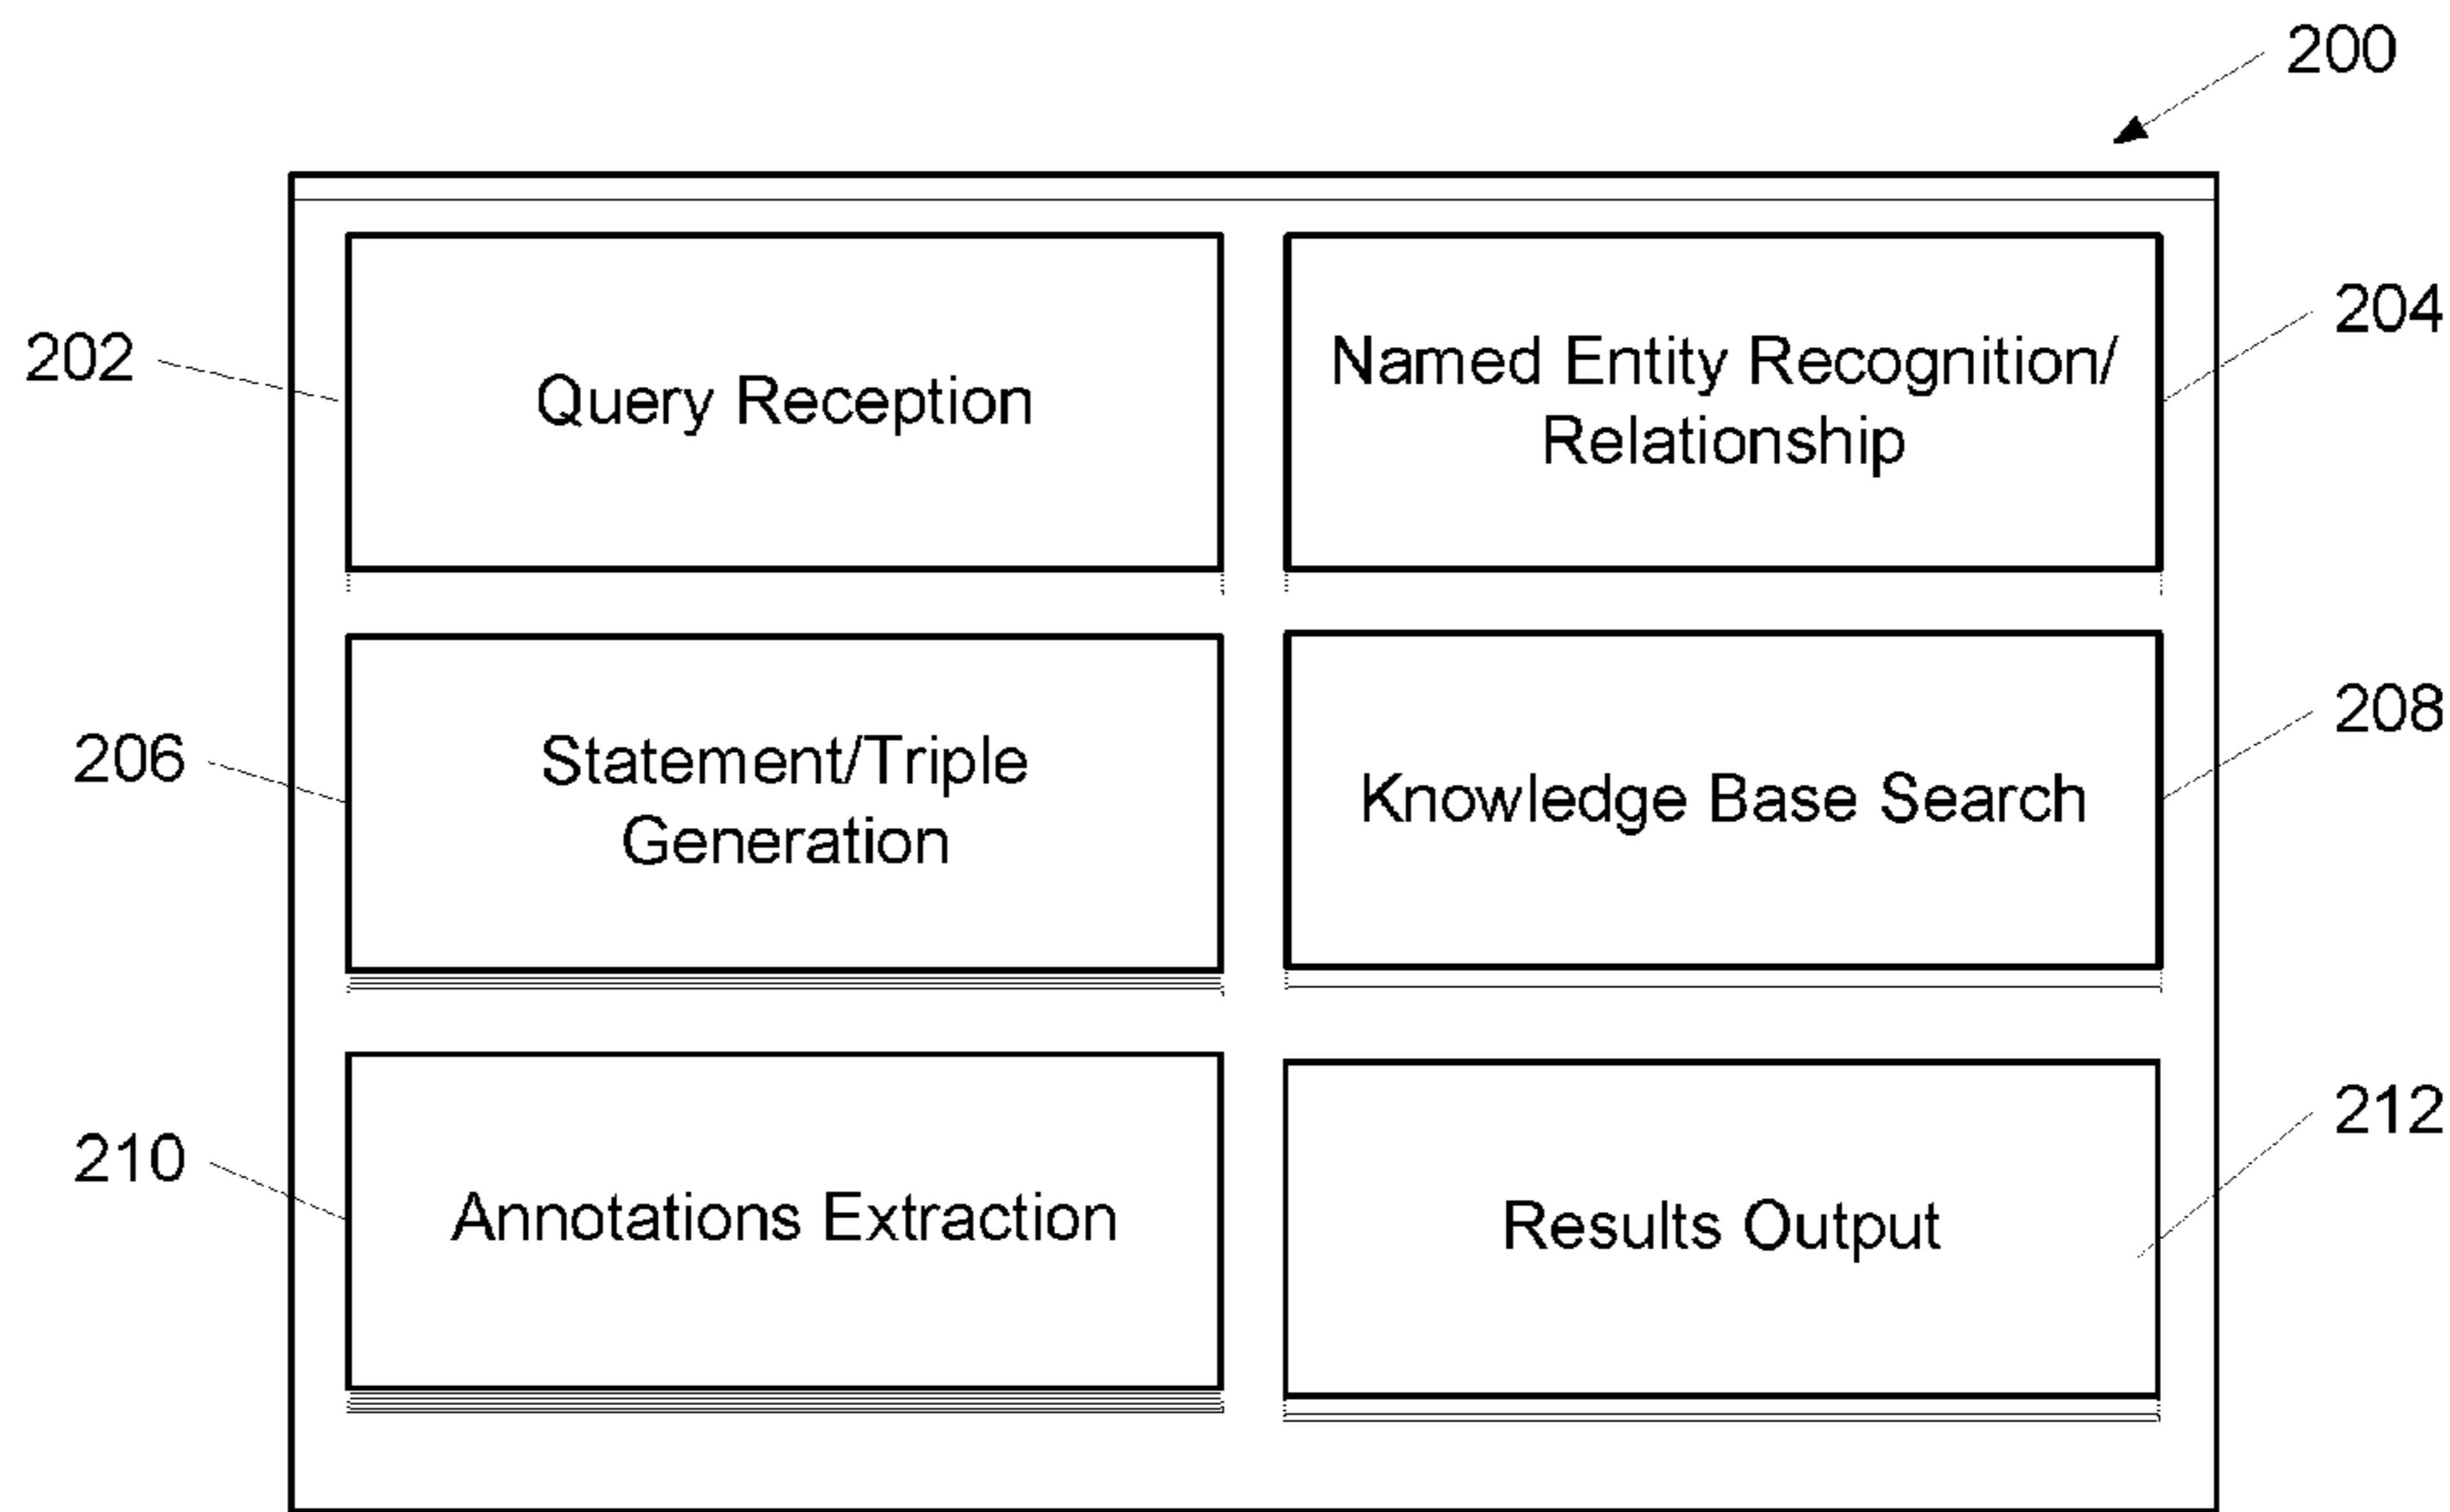 200
202
Query Reception
Named Entity Recognition/
Relationship
204
206
Statement/Triple
Generation
Knowledge Base Search
208
210
Annotations Extraction
Results Output
212